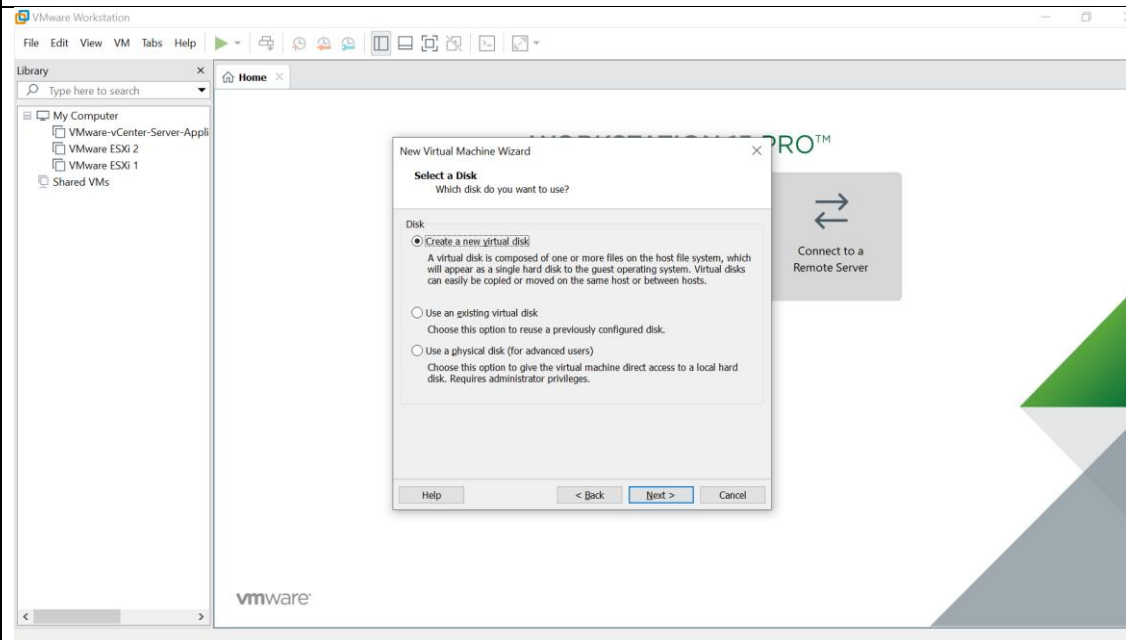 VMware Workstation
File Edit View VM Tabs Help
Library
Home
Type here to search
My Computer
VMware-vCenter-Server-Appli
VMware ESXi 2
VMware ESXi 1
Shared VMs
PRO™
New Virtual Machine Wizard
Select a Disk
Which disk do you want to use?
Disk
Create a new virtual disk
A virtual disk is composed of one or more files on the host file system, which
will appear as a single hard disk to the guest operating system. Virtual disks
can easily be copied or moved on the same host or between hosts.
Use an existing virtual disk
Choose this option to reuse a previously configured disk.
Use a physical disk (for advanced users)
Choose this option to give the virtual machine direct access to a local hard
disk. Requires administrator privileges.
Help < Back Next > Cancel
Connect to a
Remote Server
vmware